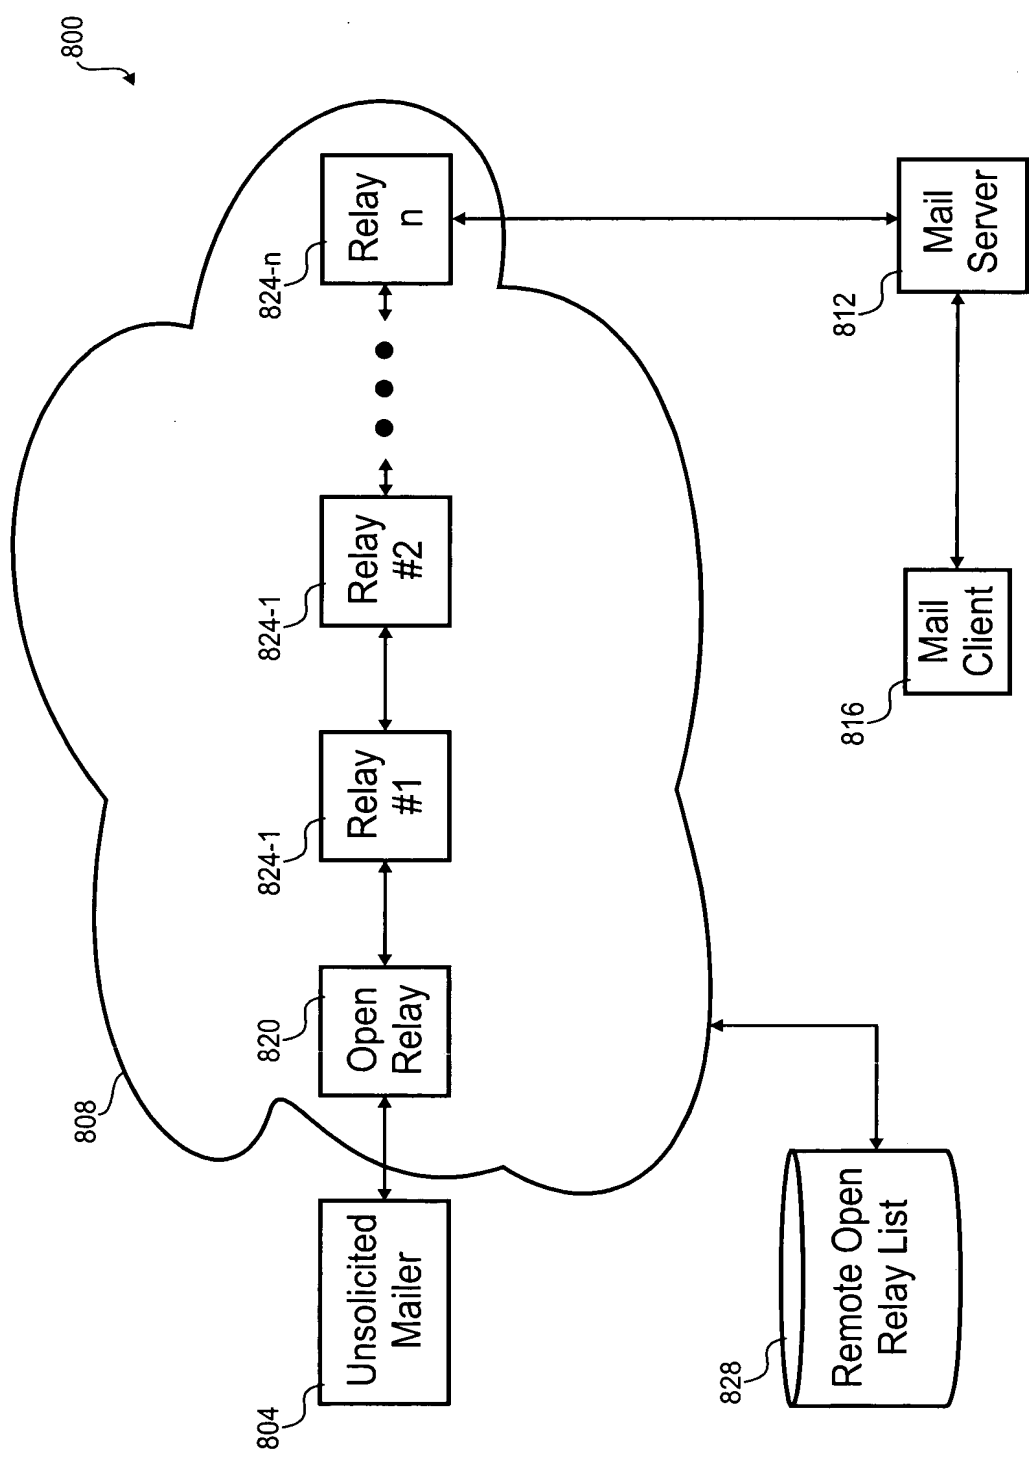 800
808
804
Unsolicited
Mailer
820
Open
Relay
824-1
Relay
#1
824-1
Relay
#2
824-n
Relay
n
828
Remote Open
Relay List
816
Mail
Client
812
Mail
Server